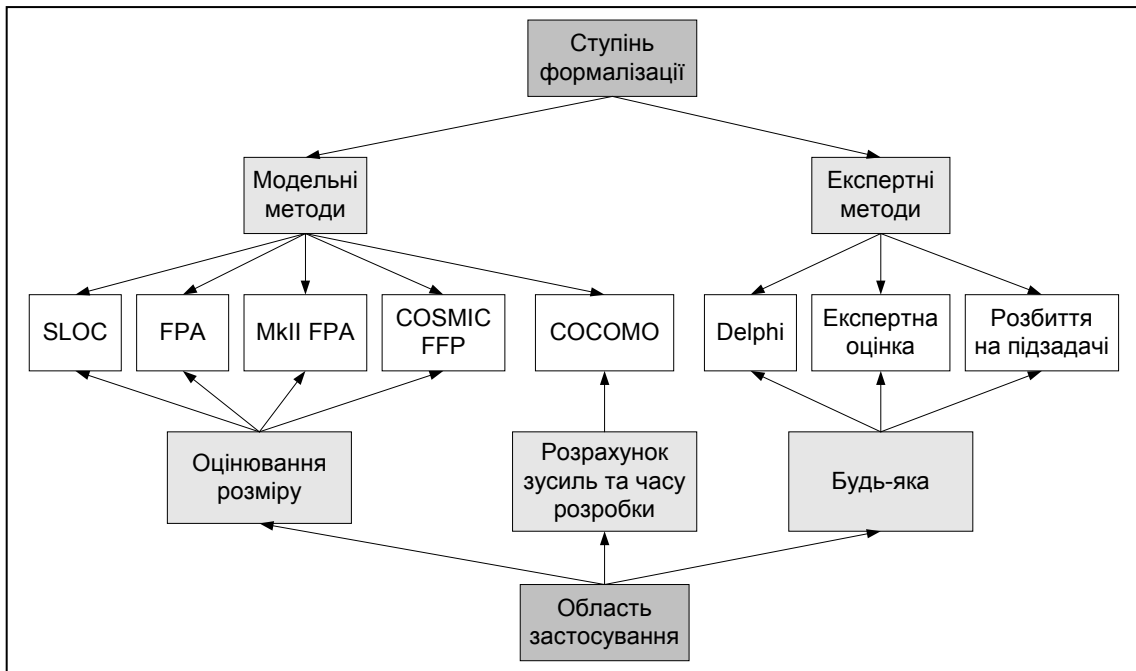 Ступінь
формалізації
Модельні
методи
Експертні
методи
SLOC
FPA
MkII FPA
COSMIC
FFP
COCOMO
Delphi
Експертна
оцінка
Розбиття
на підзадачі
Оцінювання
розміру
Розрахунок
зусиль та часу
розробки
Будь-яка
Область
застосування